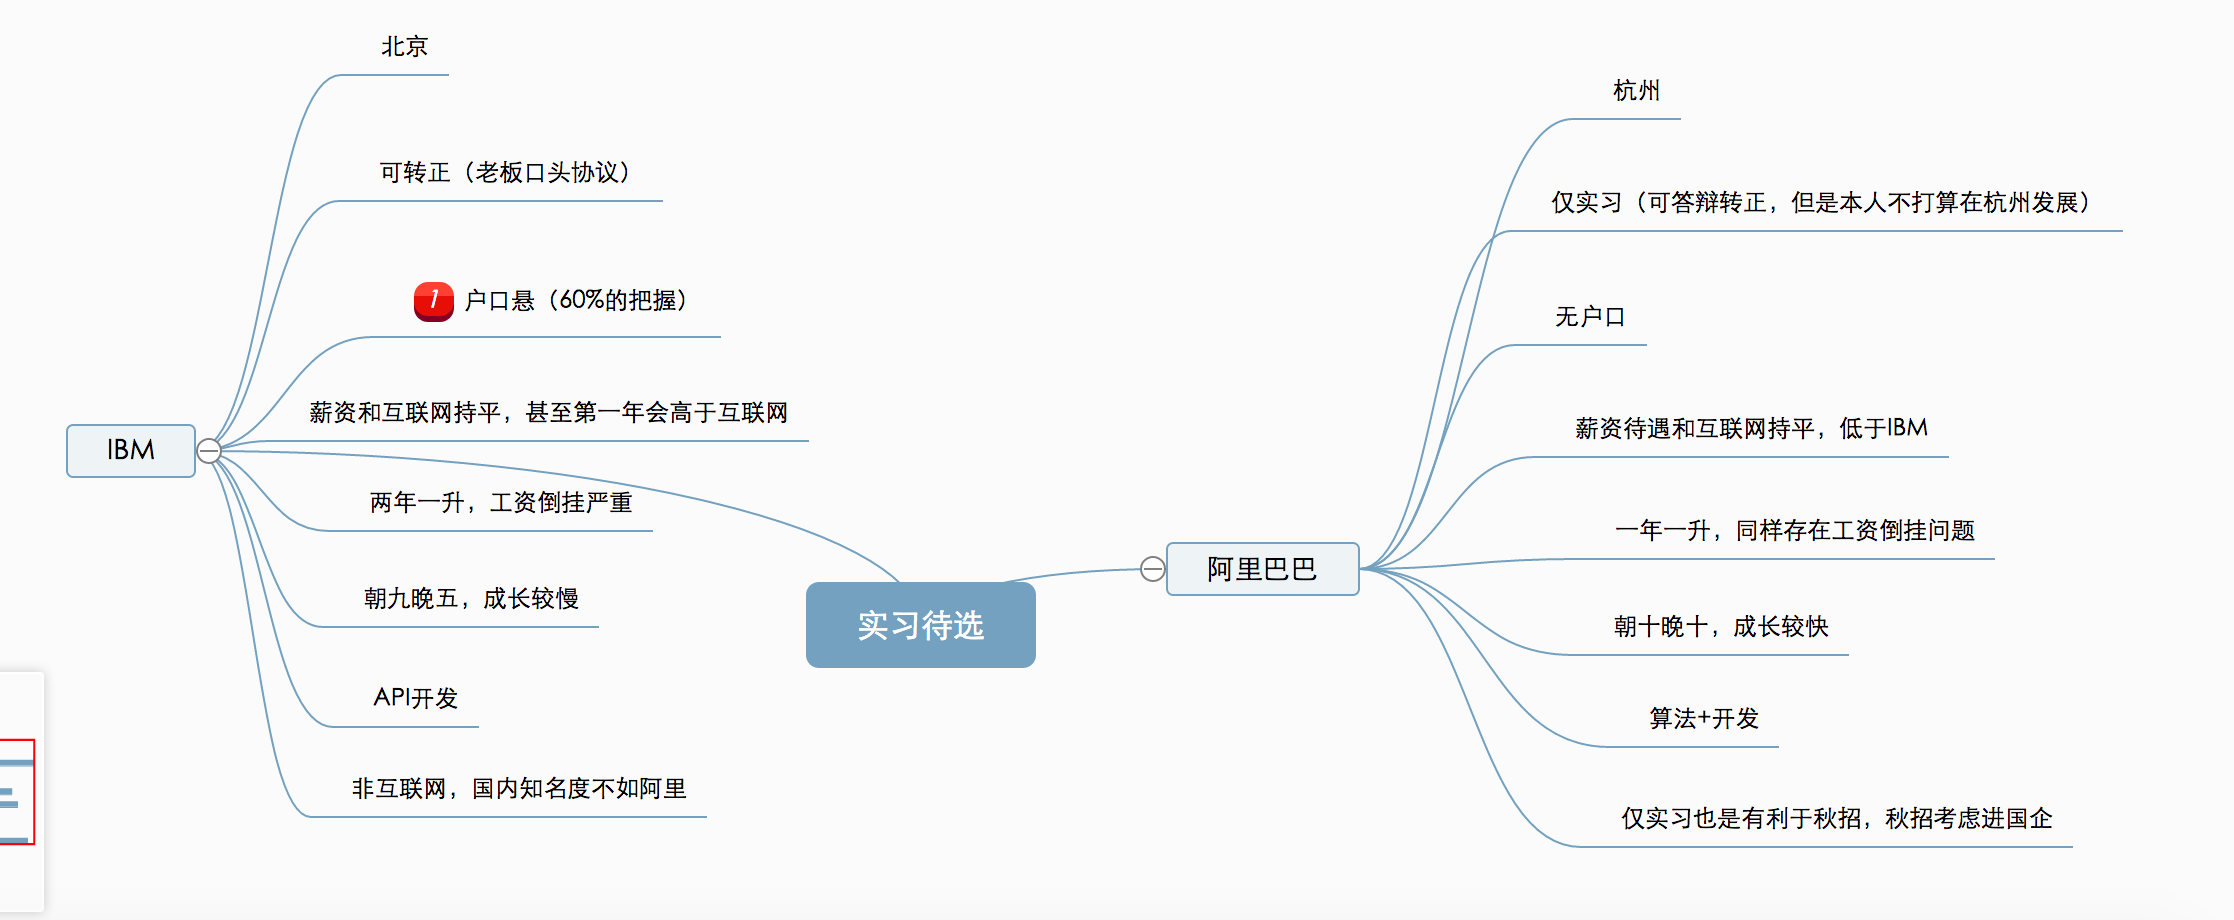 实习待选
IBM
北京
可转正（老板口头协议）
1 户口悬（60%的把握）
薪资和互联网持平，甚至第一年会高于互联网
两年一升，工资倒挂严重
朝九晚五，成长较慢
API开发
非互联网，国内知名度不如阿里
阿里巴巴
杭州
仅实习（可答辩转正，但是本人不打算在杭州发展）
无户口
薪资待遇和互联网持平，低于IBM
一年一升，同样存在工资倒挂问题
朝十晚十，成长较快
算法+开发
仅实习也是有利于秋招，秋招考虑进国企